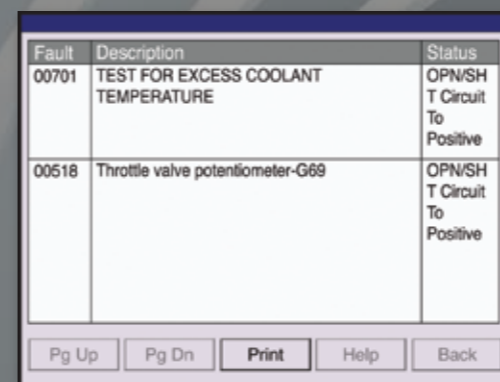 Fault Description Status
00701 TEST FOR EXCESS COOLANT OPN/SH
TEMPERATURE T Circuit
To
Positive
00518 Throttle valve potentiometer-G69 OPN/SH
T Circuit
To
Positive
Pg Up Pg Dn Print Help Back